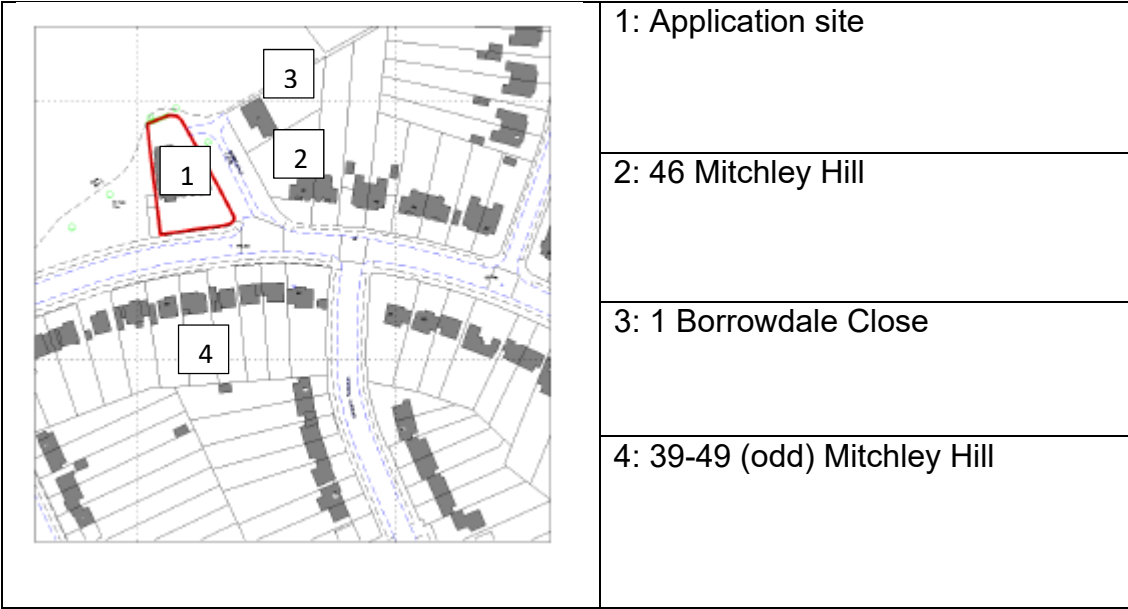 1
2
3
4
1: Application site
2: 46 Mitchley Hill
3: 1 Borrowdale Close
4: 39-49 (odd) Mitchley Hill